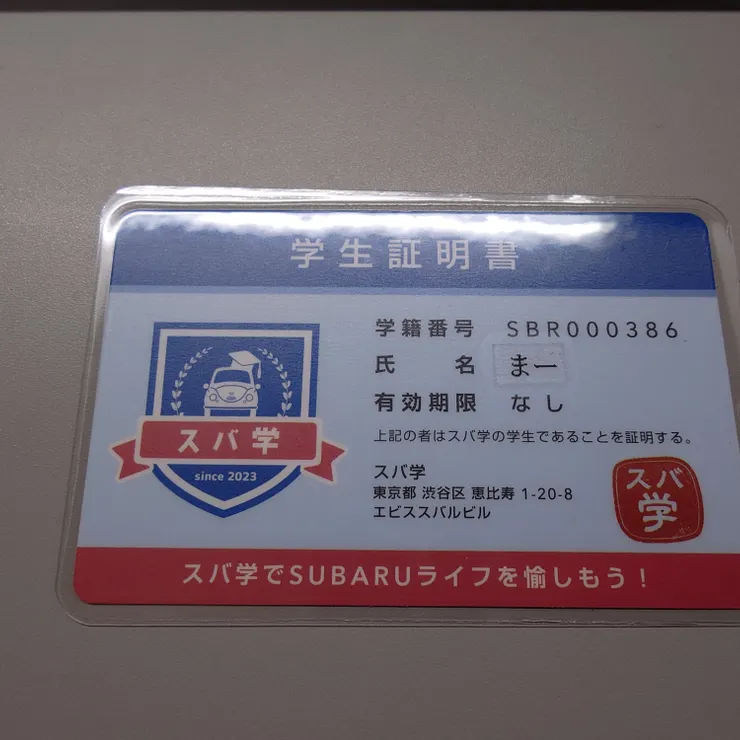 学生証明書
学籍番号 SBR000386
氏名 まー
有効期限 なし
上記の者はスバ学の学生であることを証明する。
スバ学
since 2023
スバ学
東京都 渋谷区 恵比寿 1-20-8
エビススバルビル
スバ学
スバ学でSUBARUライフを愉しもう!